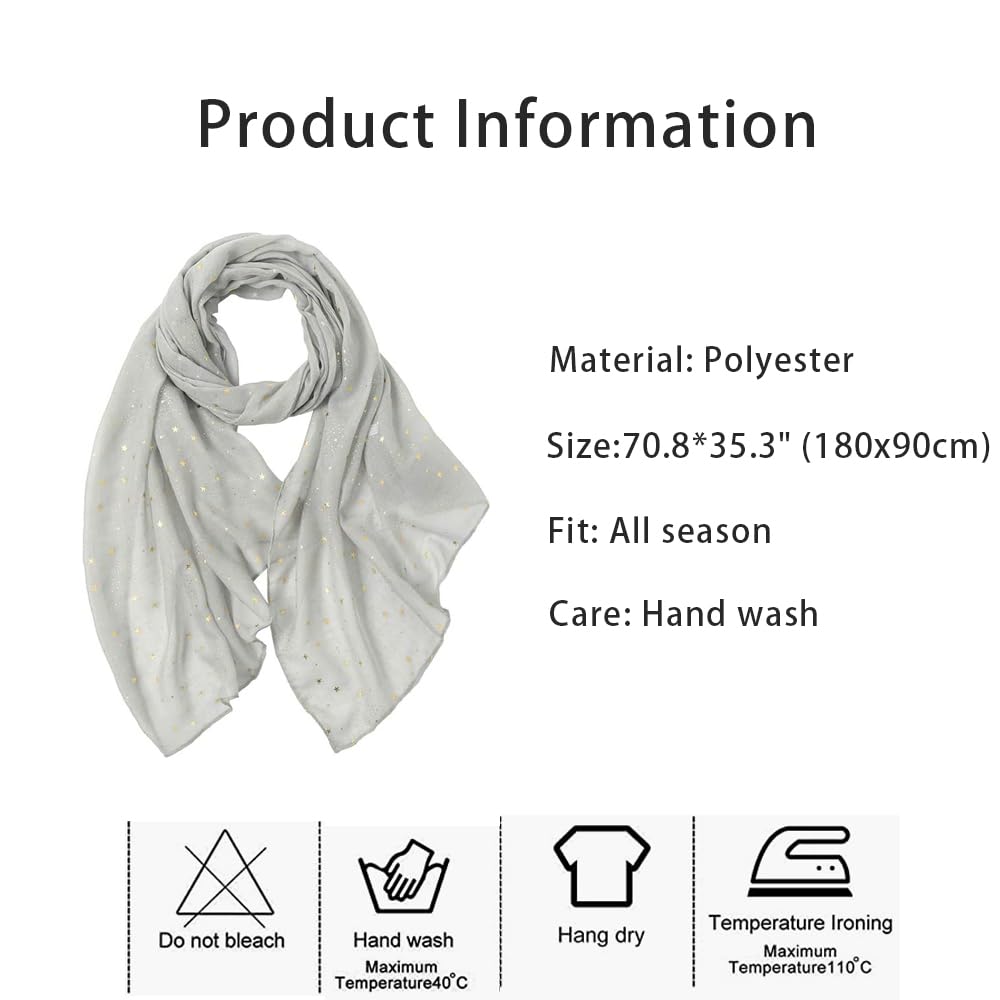 Product Information
Material: Polyester
Size:70.8*35.3" (180x90cm)
Fit: All season
Care: Hand wash
Do not bleach
Hand wash
Maximum
Temperature40°C
Hang dry
Temperature Ironing
Maximum
Temperature110°C